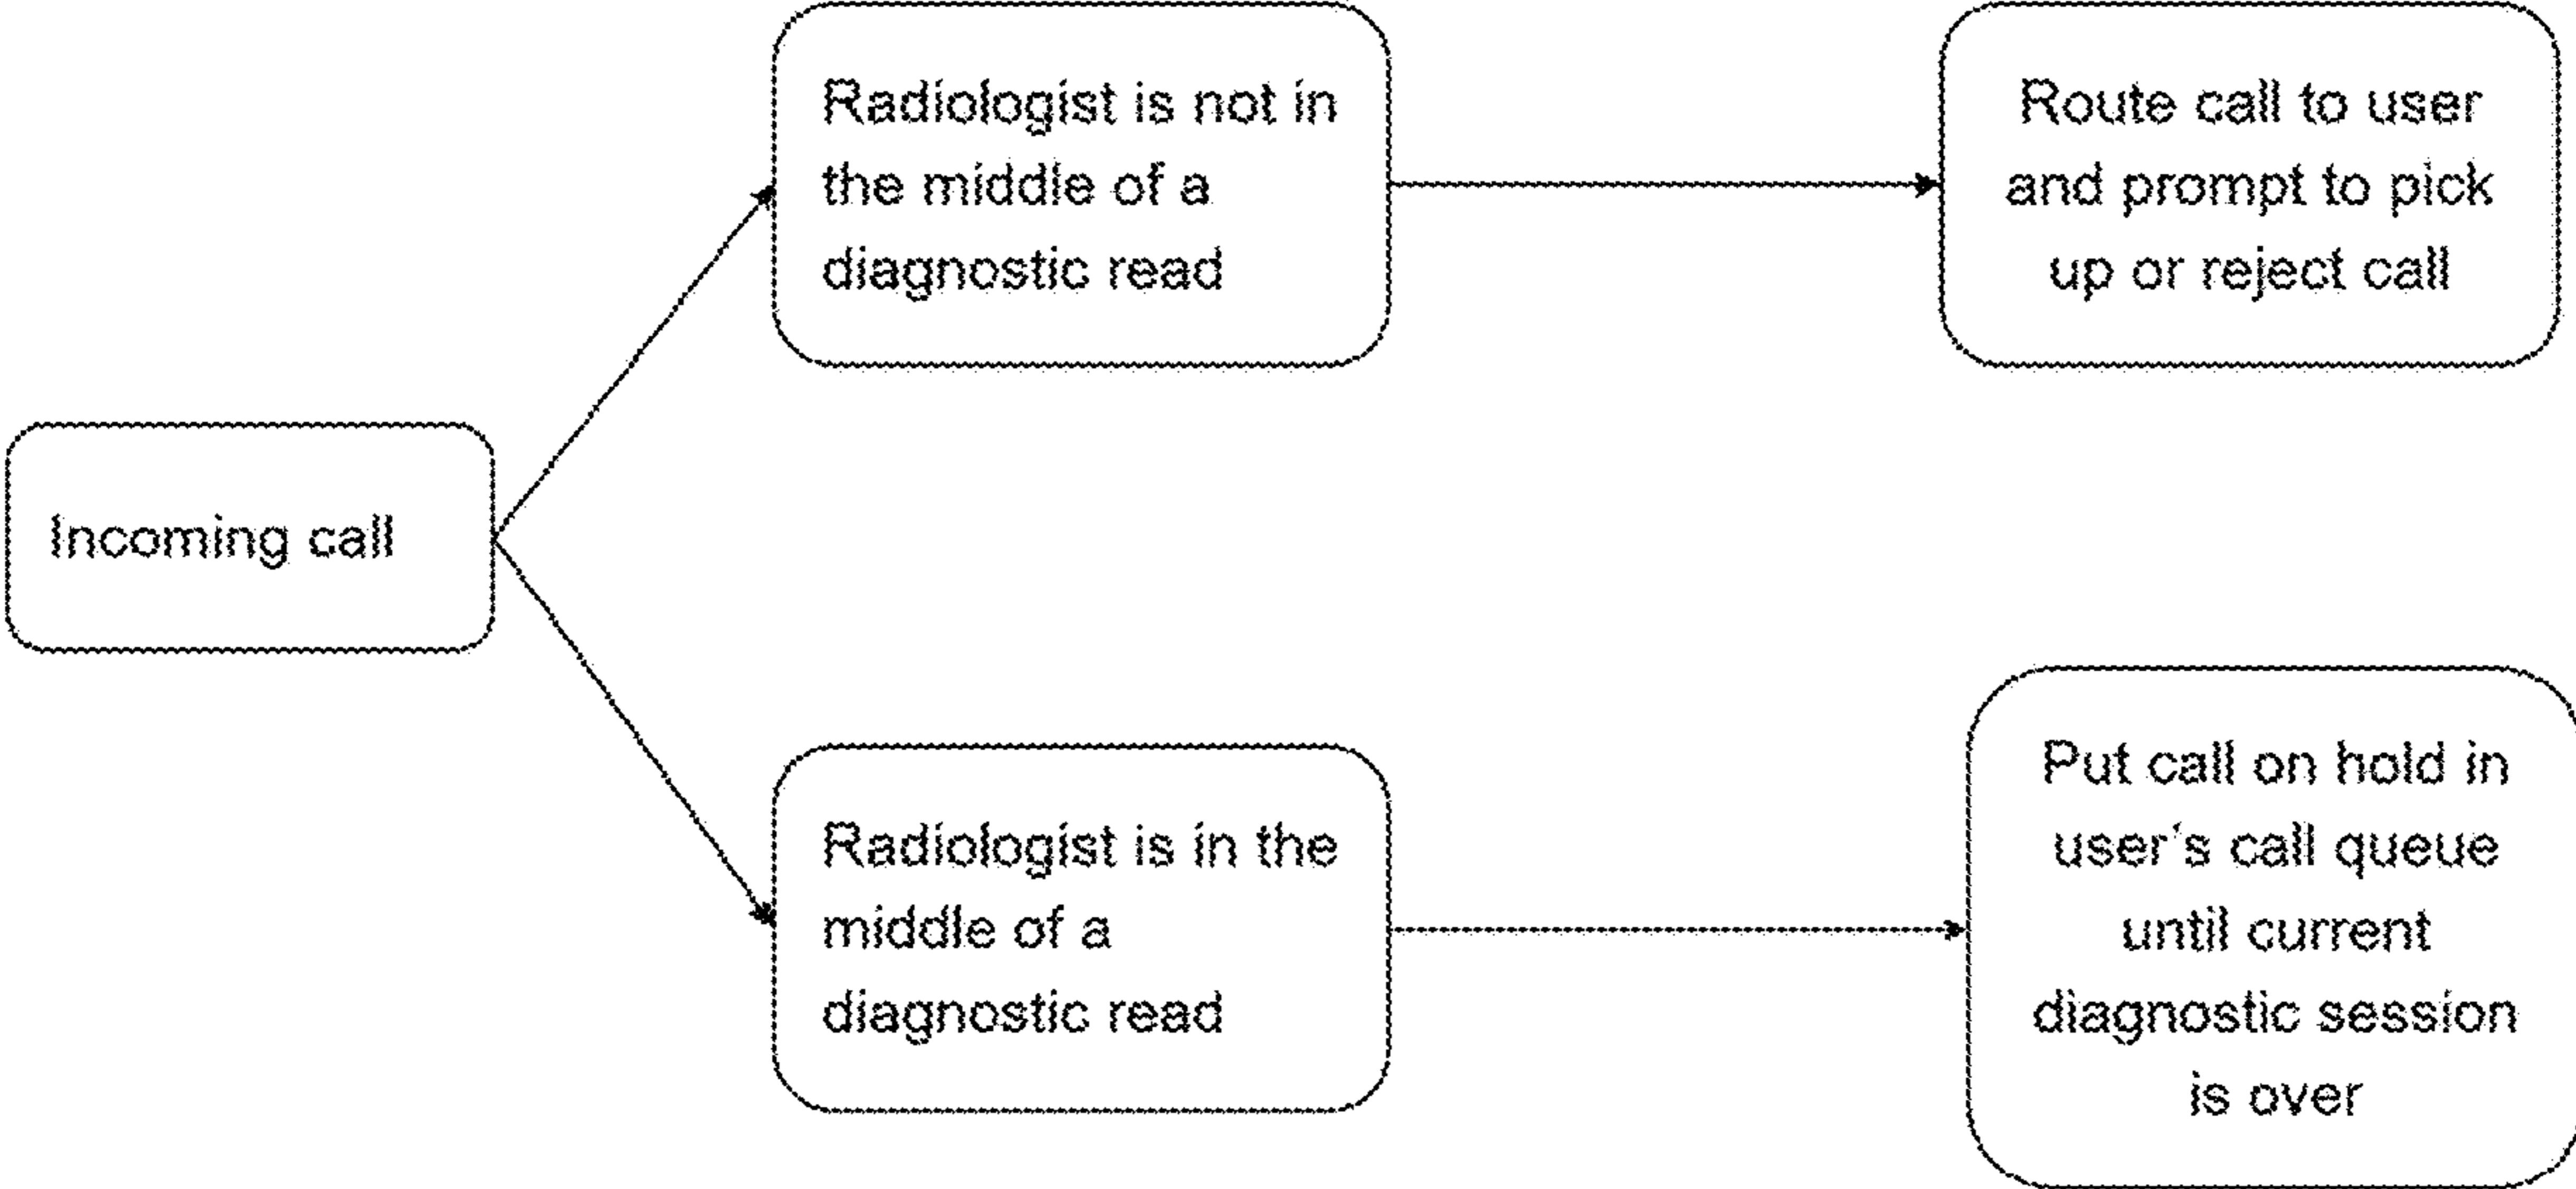 Incoming call
Radiologist is not in
the middle of a
diagnostic read
Route call to user
and prompt to pick
up or reject call
Radiologist is in the
middle of a
diagnostic read
Put call on hold in
user's call queue
until current
diagnostic session
is over